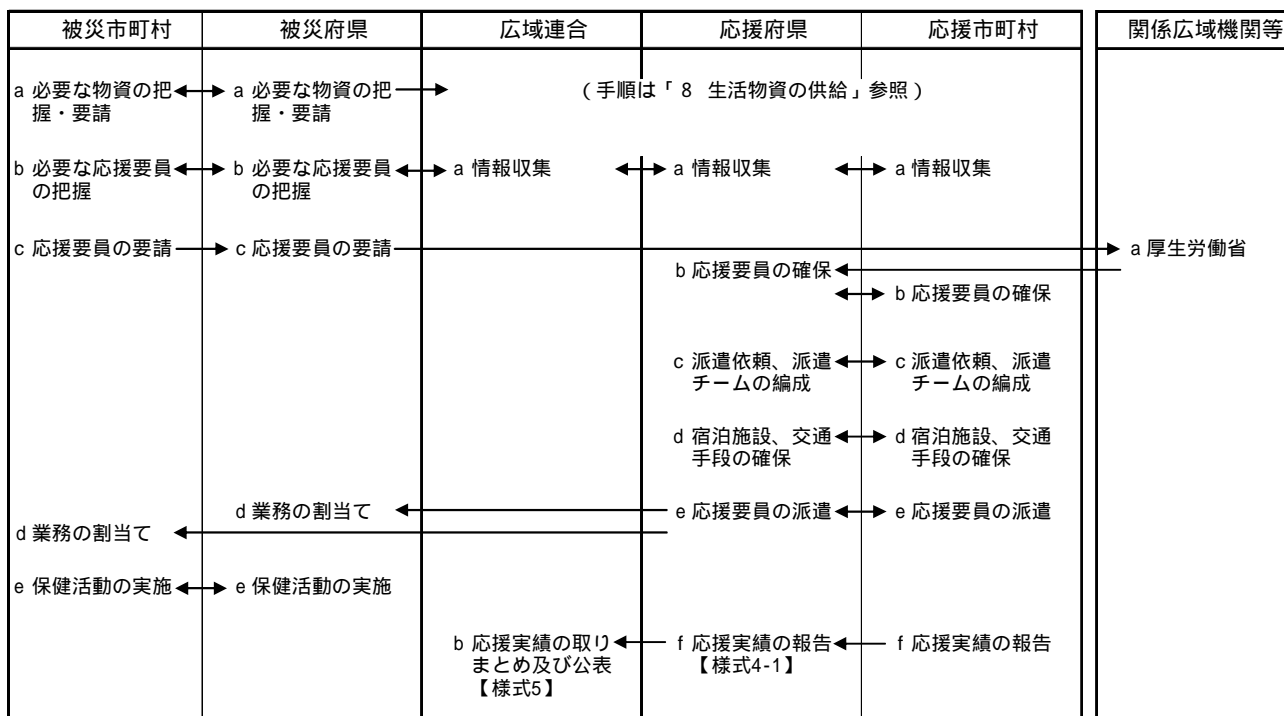 被災市町村 被災府県 広域連合 応援府県 応援市町村 関係広域機関等
a 必要な物資の把 a 必要な物資の把 (手順は「8 生活物資の供給」参照)
握・要請 握・要請
b 必要な応援要員 b 必要な応援要員 a 情報収集 a 情報収集 a 情報収集
の把握 の把握
c 応援要員の要請 c 応援要員の要請 a 厚生労働省
b 応援要員の確保
b 応援要員の確保
c 派遣依頼、派遣 c 派遣依頼、派遣
チームの編成 チームの編成
d 宿泊施設、交通 d 宿泊施設、交通
手段の確保 手段の確保
d 業務の割当て e 応援要員の派遣 e 応援要員の派遣
d 業務の割当て
e 保健活動の実施 e 保健活動の実施
b 応援実績の取り f 応援実績の報告 f 応援実績の報告
まとめ及び公表 【様式4-1】
【様式5】